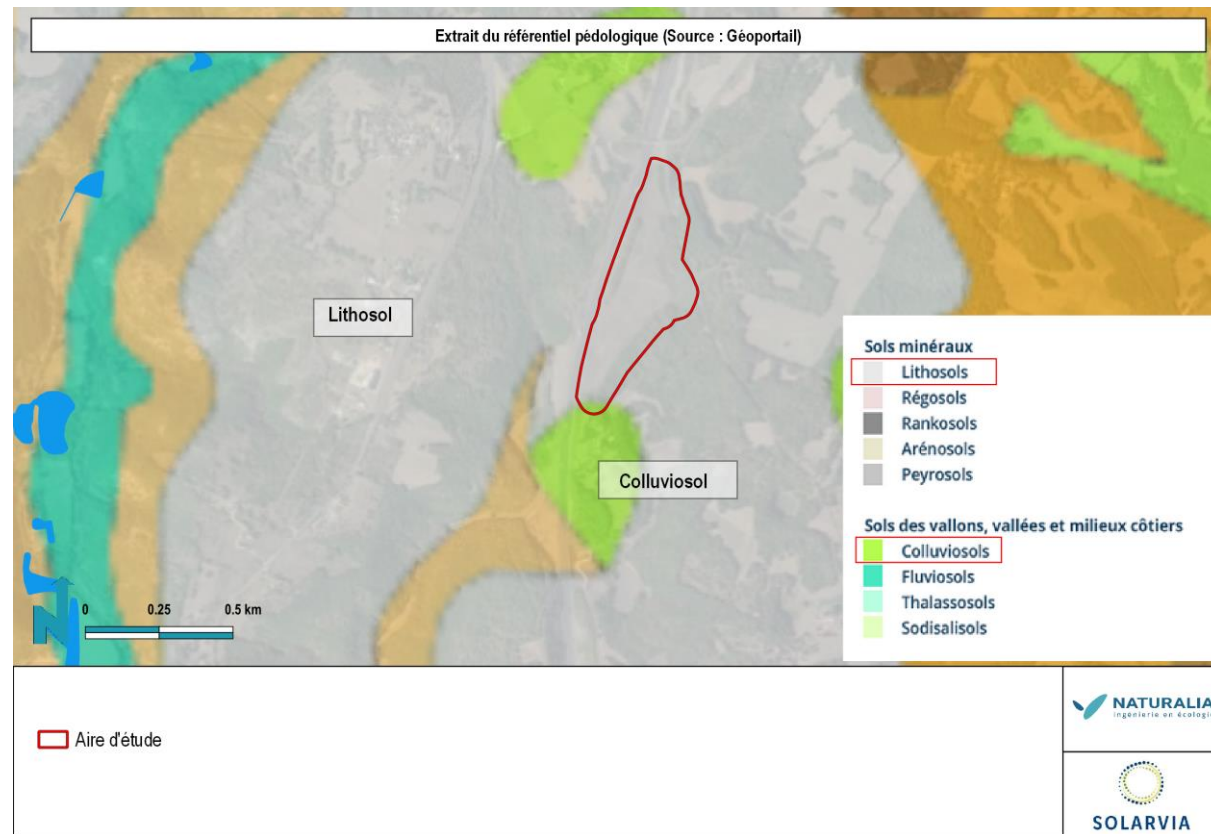 Extrait du référentiel pédologique (Source : Géoportail)
Lithosol
Colluviosol
Sols minéraux
Lithosols
Régosols
Rankosols
Arénosols
Peyrosols
Sols des vallons, vallées et milieux côtiers
Colluviosols
Fluviosols
Thalassosols
Sodisalisols
N
0 0.25 0.5 km
Aire d'étude
NATURALIA
Ingénierie en écologie
SOLARVIA